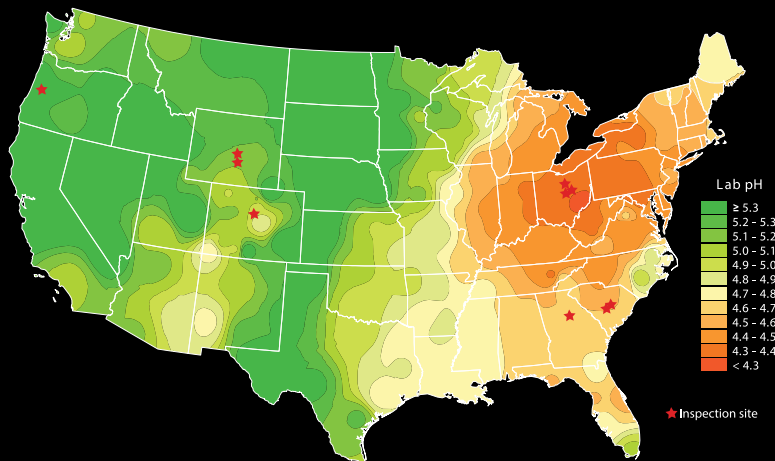 Lab pH
≥ 5.3
5.2 - 5.3
5.1 - 5.2
5.0 - 5.1
4.9 - 5.0
4.8 - 4.9
4.7 - 4.8
4.6 - 4.7
4.5 - 4.6
4.4 - 4.5
4.3 - 4.4
< 4.3
Inspection site